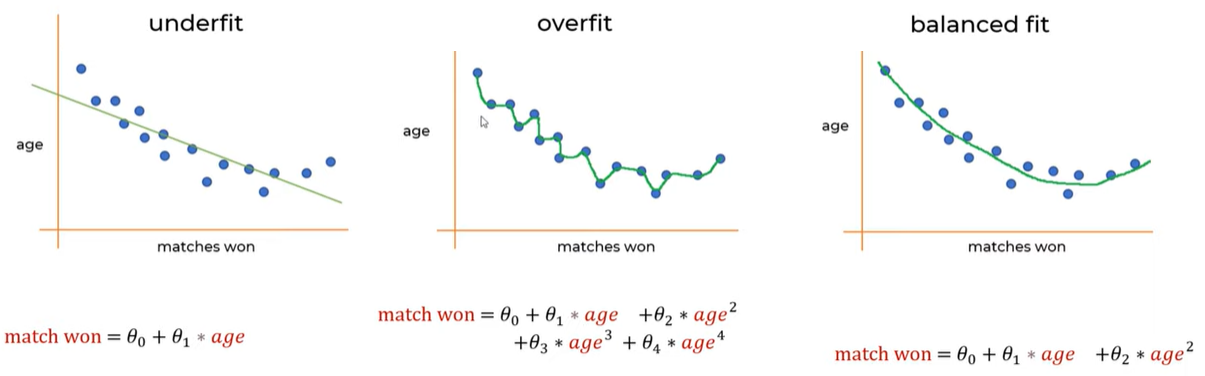 underfit
overfit
balanced fit
age
age
age
matches won
matches won
matches won
match won = θ₀ + θ₁ * age
match won = θ₀ + θ₁ * age +θ₂ * age²
+θ₃ * age³ + θ₄ * age⁴
match won = θ₀ + θ₁ * age +θ₂ * age²